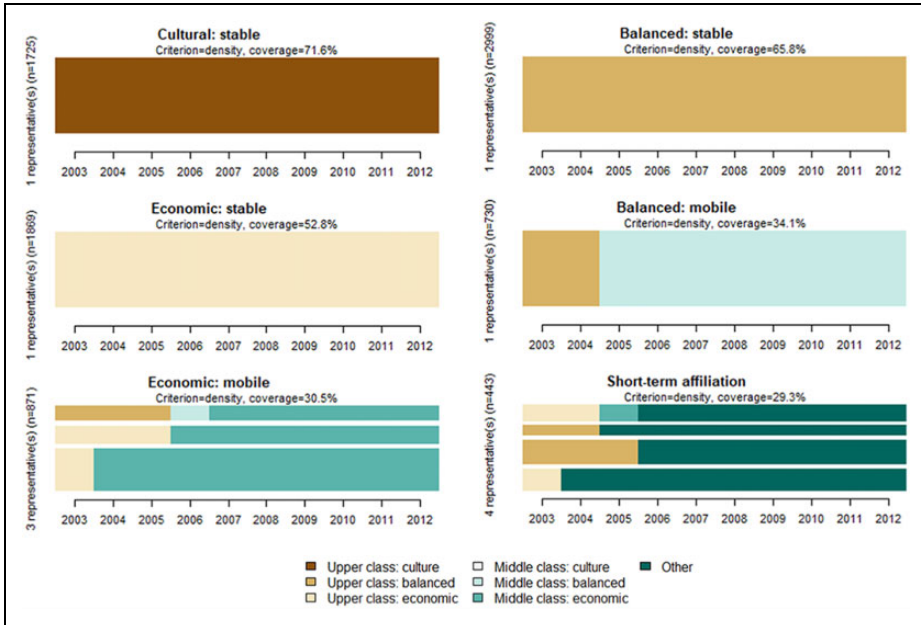 Cultural: stable
Criterion=density, coverage=71.6%
1 representative(s) (n=1725)
2003 2004 2005 2006 2007 2008 2009 2010 2011 2012
Balanced: stable
Criterion=density, coverage=65.8%
1 representative(s) (n=2999)
2003 2004 2005 2006 2007 2008 2009 2010 2011 2012
Economic: stable
Criterion=density, coverage=52.8%
1 representative(s) (n=1869)
2003 2004 2005 2006 2007 2008 2009 2010 2011 2012
Balanced: mobile
Criterion=density, coverage=34.1%
1 representative(s) (n=730)
2003 2004 2005 2006 2007 2008 2009 2010 2011 2012
Economic: mobile
Criterion=density, coverage=30.5%
3 representative(s) (n=871)
2003 2004 2005 2006 2007 2008 2009 2010 2011 2012
Short-term affiliation
Criterion=density, coverage=29.3%
4 representative(s) (n=443)
2003 2004 2005 2006 2007 2008 2009 2010 2011 2012
Upper class: culture
Upper class: balanced
Upper class: economic
Middle class: culture
Middle class: balanced
Middle class: economic
Other